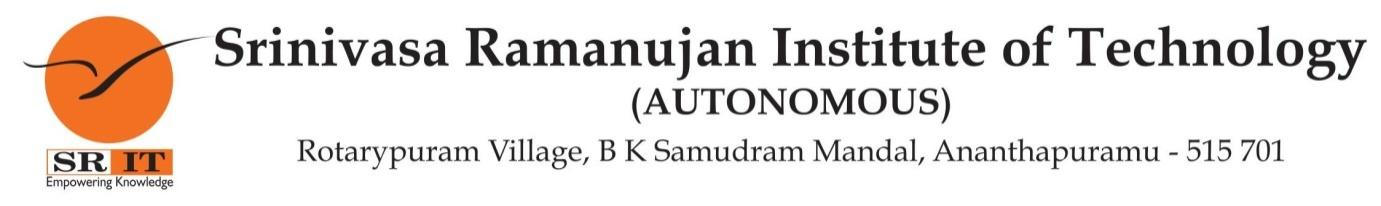 Srinivasa Ramanujan Institute of Technology
(AUTONOMOUS)
Rotarypuram Village, B K Samudram Mandal, Ananthapuramu - 515 701
SR IT
Empowering Knowledge